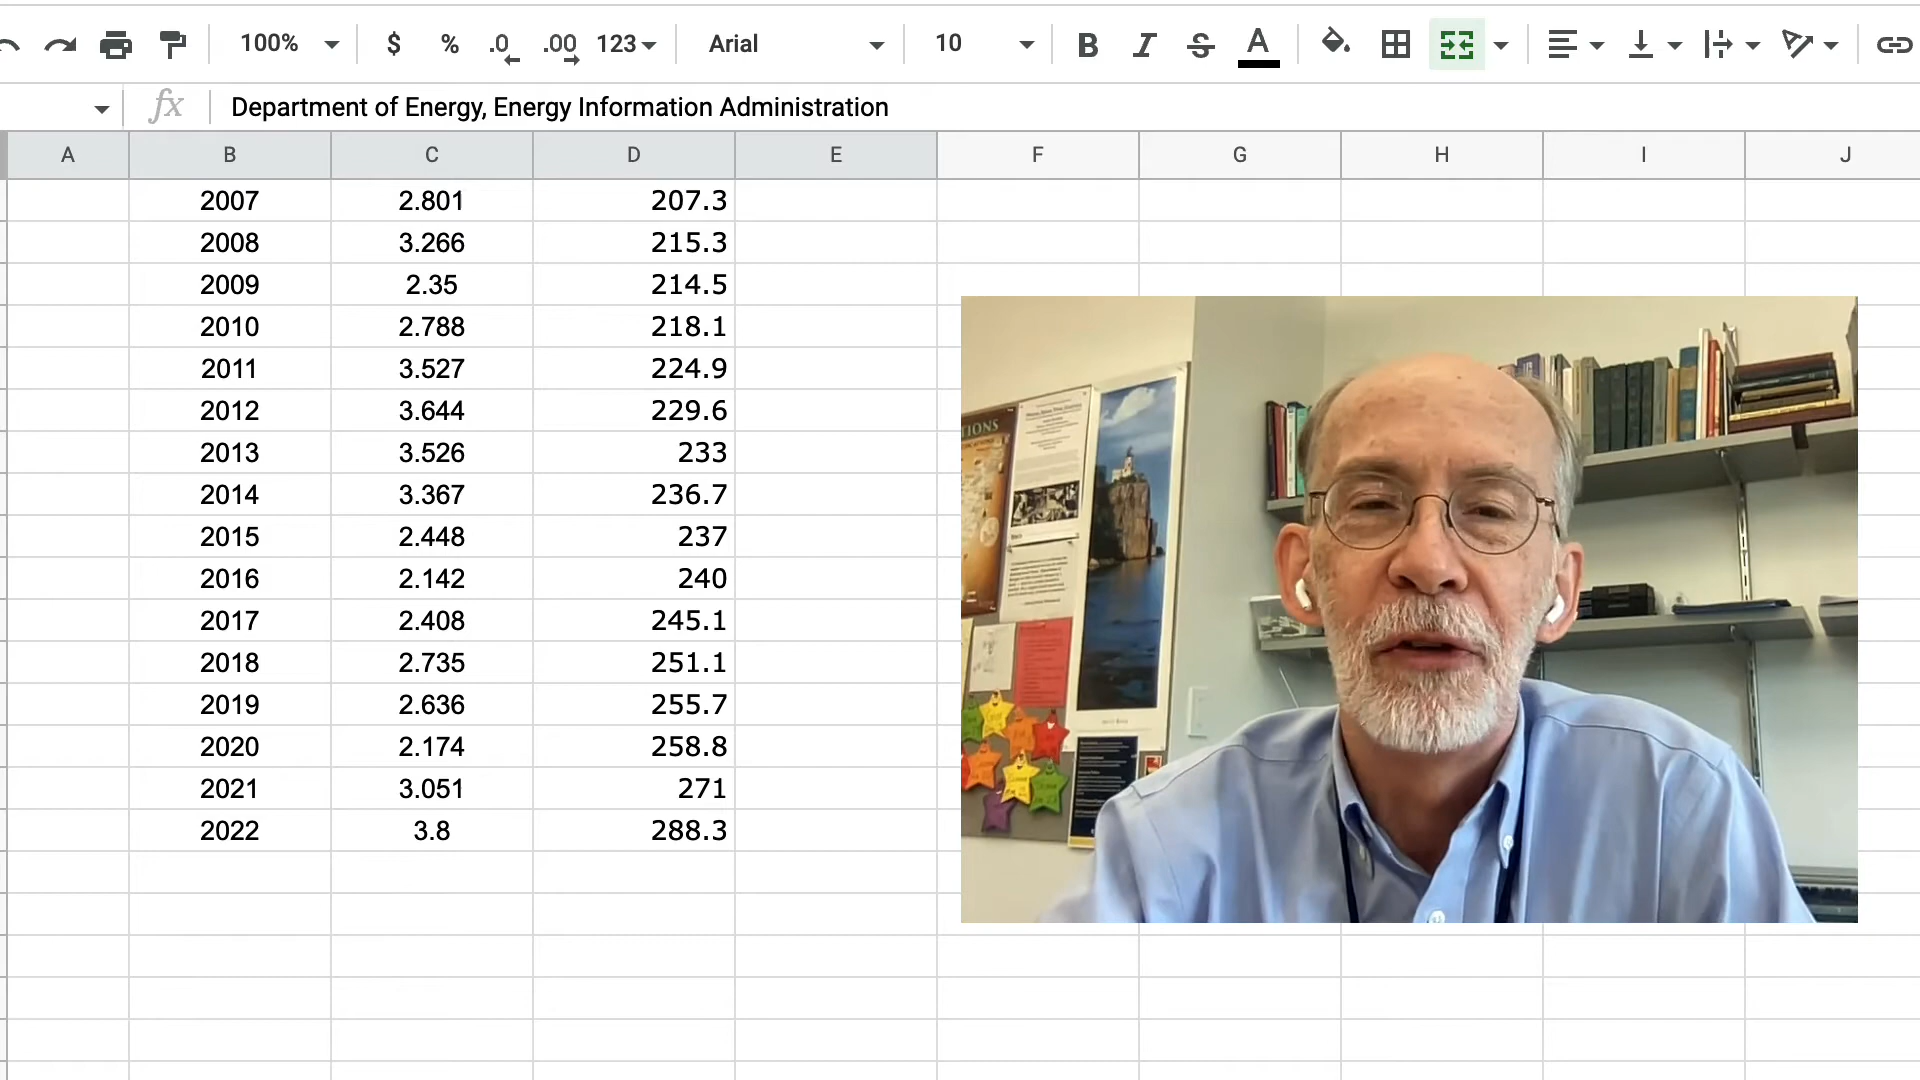 100% $ % .0 .00 123 Arial 10 B I S A
fx Department of Energy, Energy Information Administration
A B C D E F G H I J
2007 2.801 207.3
2008 3.266 215.3
2009 2.35 214.5
2010 2.788 218.1
2011 3.527 224.9
2012 3.644 229.6
2013 3.526 233
2014 3.367 236.7
2015 2.448 237
2016 2.142 240
2017 2.408 245.1
2018 2.735 251.1
2019 2.636 255.7
2020 2.174 258.8
2021 3.051 271
2022 3.8 288.3
IONS